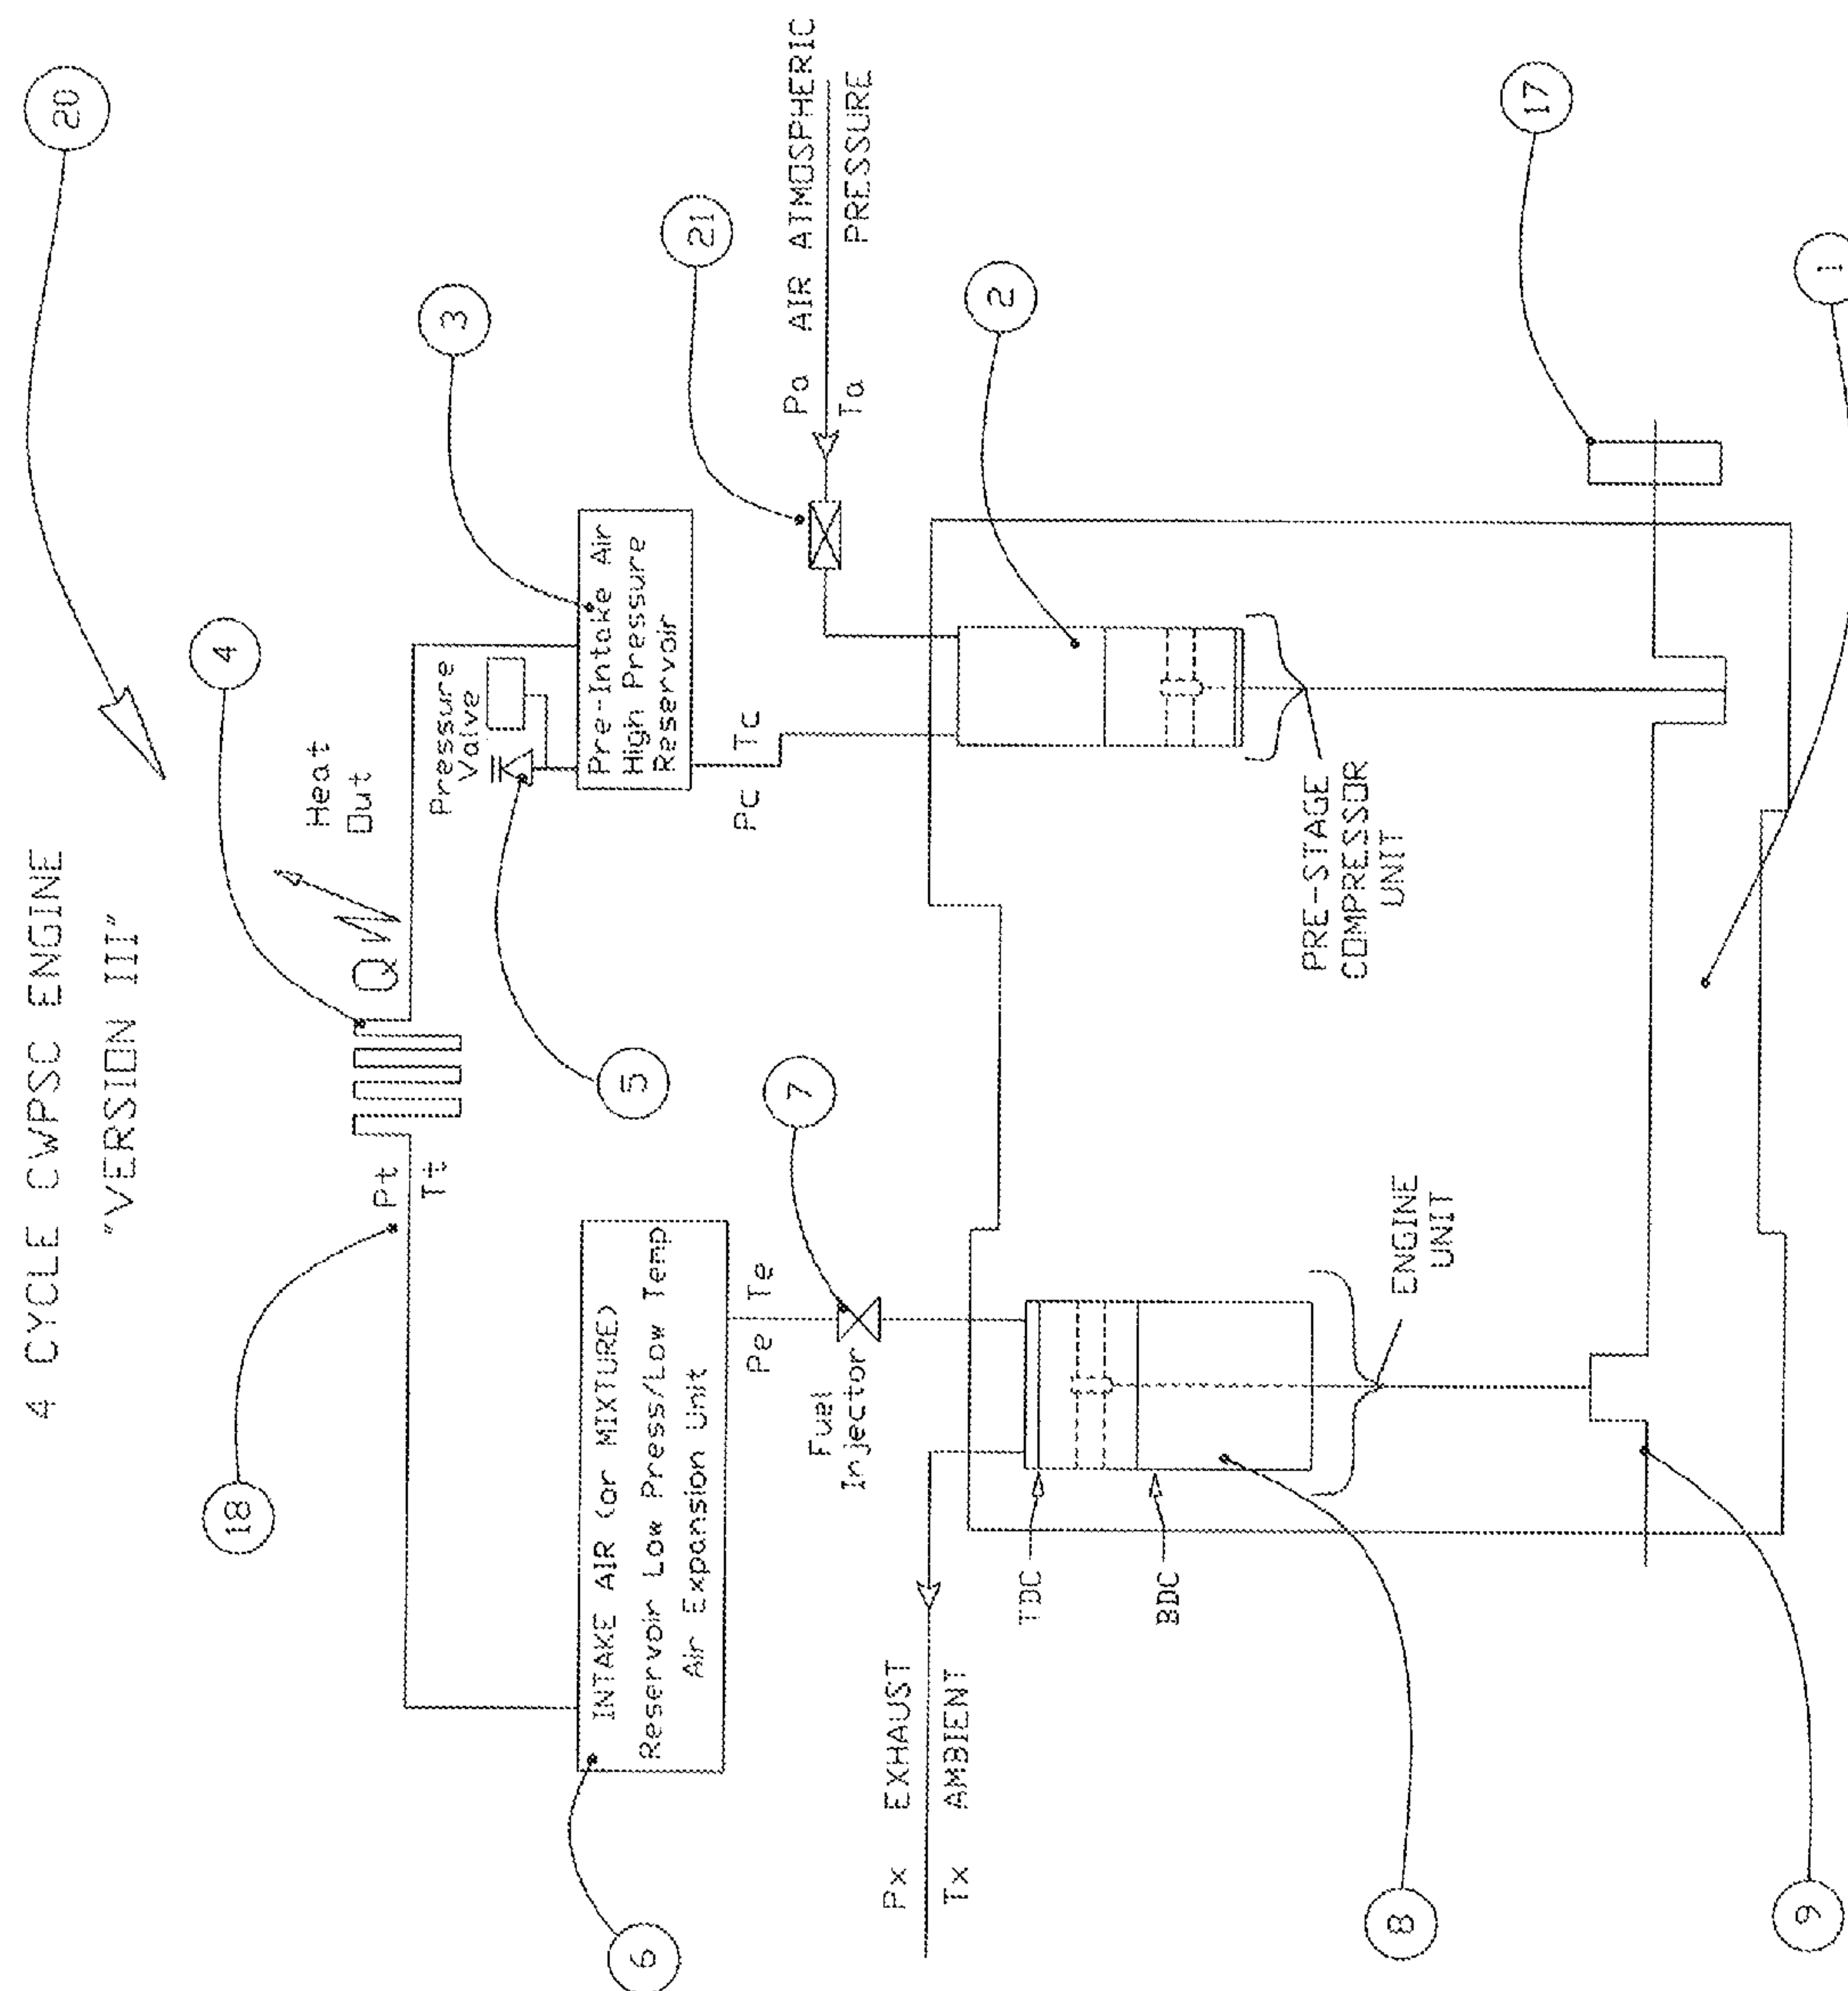 4 CYCLE CWPSC ENGINE
"VERSION III"
20
4
Heat
Out
Q
Pt
Tt
18
Pressure
Valve
3
5
Pre-Intake Air
High Pressure
Reservoir
INTAKE AIR (or MIXTURE)
Reservoir Low Press/Low Temp
Air Expansion Unit
6
21
Pc Tc
Pe Te
7
Fuel
Injector
Pa AIR ATMOSPHERIC
Ta PRESSURE
Px EXHAUST
Tx AMBIENT
2
TDC
BDC
PRE-STAGE
COMPRESSOR
UNIT
ENGINE
UNIT
8
17
9
1